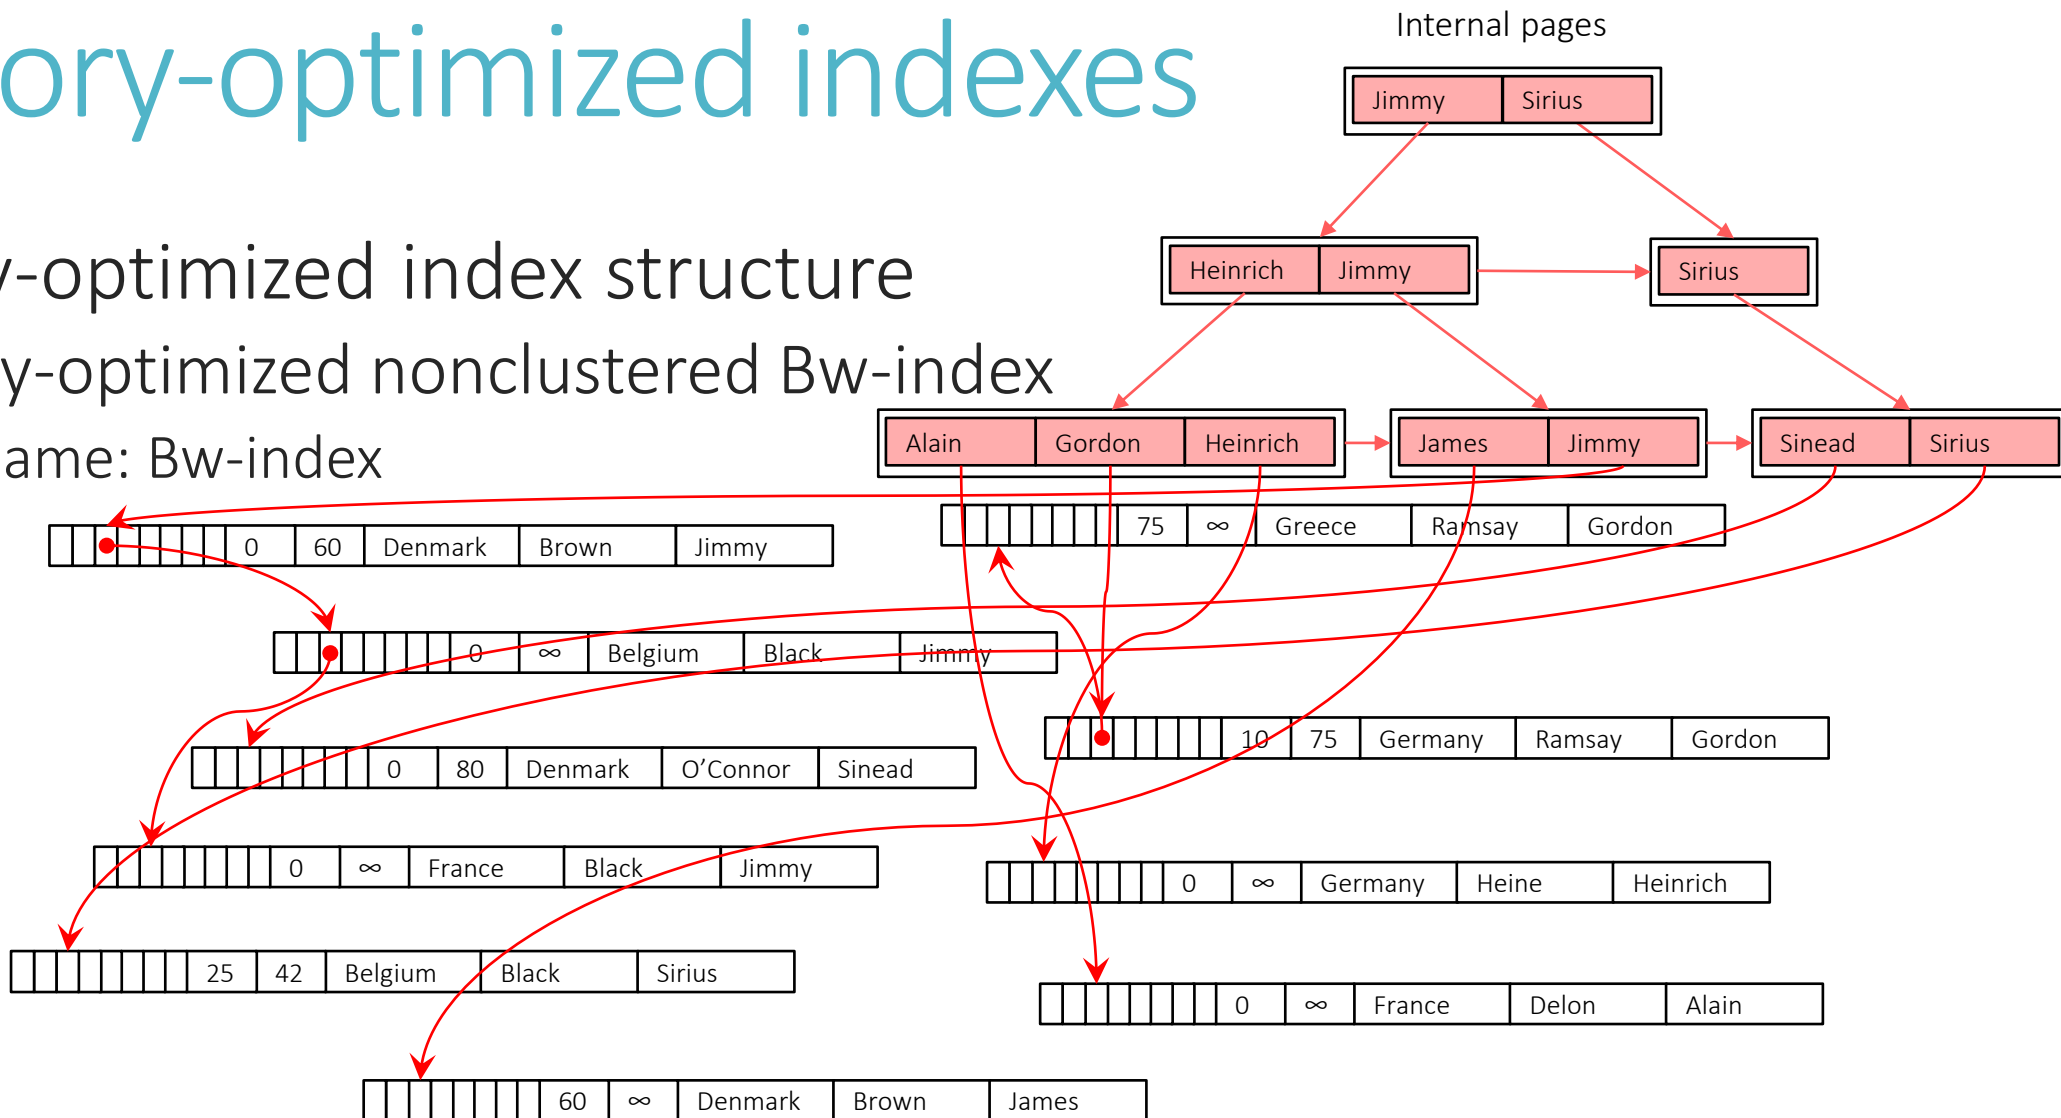 ory-optimized indexes
Internal pages
Jimmy Sirius
y-optimized index structure
Heinrich Jimmy Sirius
y-optimized nonclustered Bw-index
ame: Bw-index
Alain Gordon Heinrich James Jimmy Sinead Sirius
0 60 Denmark Brown Jimmy
75 ∞ Greece Ramsay Gordon
0 ∞ Belgium Black Jimmy
10 75 Germany Ramsay Gordon
0 80 Denmark O’Connor Sinead
0 ∞ France Black Jimmy
0 ∞ Germany Heine Heinrich
25 42 Belgium Black Sirius
0 ∞ France Delon Alain
60 ∞ Denmark Brown James